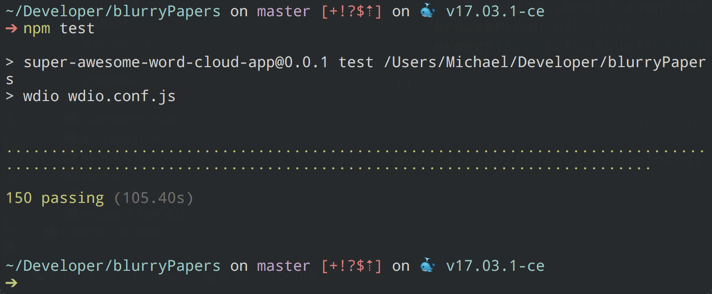 ~/Developer/blurryPapers on master [+!?$⇡] on 🐳 v17.03.1-ce
➜ npm test
> super-awesome-word-cloud-app@0.0.1 test /Users/Michael/Developer/blurryPaper
s
> wdio wdio.conf.js
...................................................................................
............................................................................
150 passing (105.40s)
~/Developer/blurryPapers on master [+!?$⇡] on 🐳 v17.03.1-ce
➜